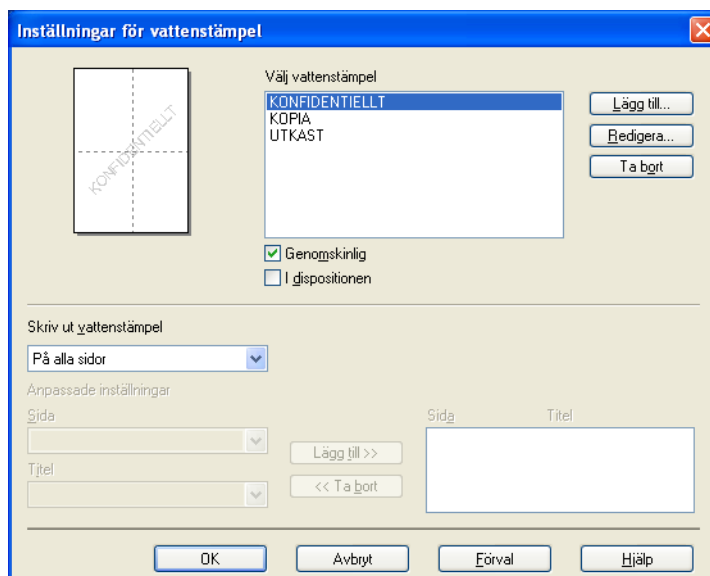 Inställningar för vattenstämpel
KONFIDENTIELLT
Välj vattenstämpel
KONFIDENTIELLT
KOPIA
UTKAST
Lägg till...
Redigera...
Ta bort
Genomskinlig
I dispositionen
Skriv ut vattenstämpel
På alla sidor
Anpassade inställningar
Sida
Titel
Lägg till >>
<< Ta bort
Sida Titel
OK Avbryt Förval Hjälp